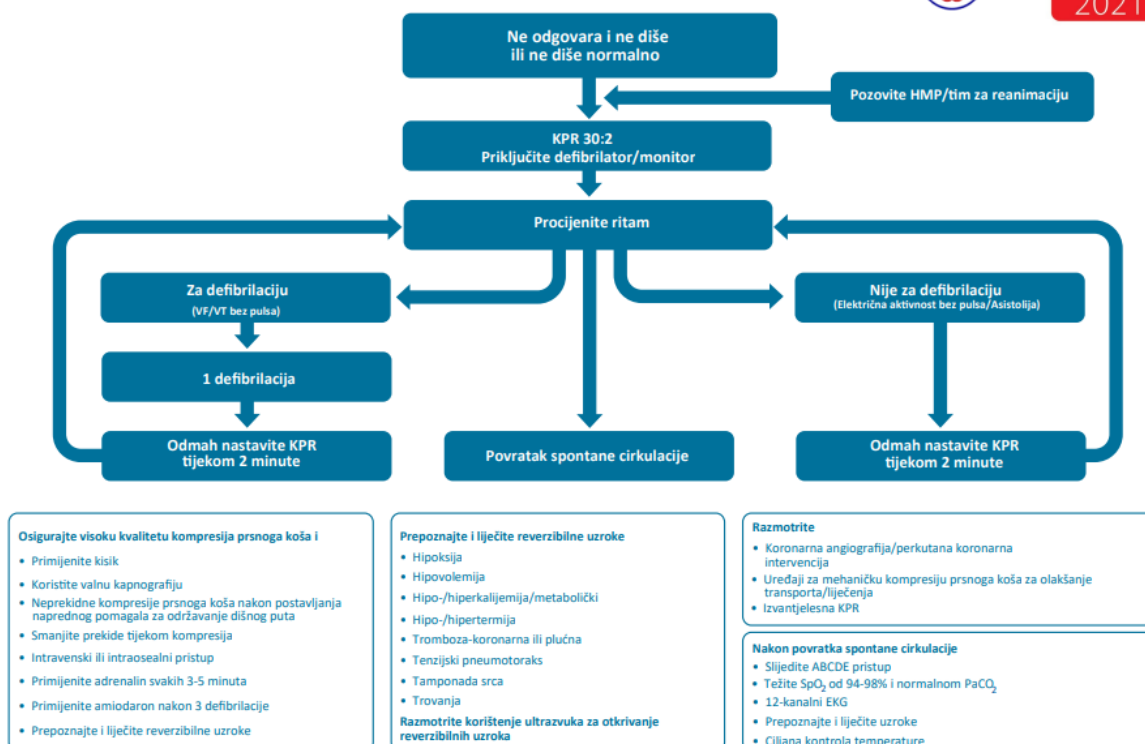 2021
Ne odgovara i ne diše
ili ne diše normalno
Pozovite HMP/tim za reanimaciju
KPR 30:2
Priključite defibrilator/monitor
Procijenite ritam
Za defibrilaciju
(VF/VT bez pulsa)
Nije za defibrilaciju
(Električna aktivnost bez pulsa/Asistolija)
1 defibrilacija
Odmah nastavite KPR
tijekom 2 minute
Povratak spontane cirkulacije
Odmah nastavite KPR
tijekom 2 minute
Osigurajte visoku kvalitetu kompresija prsnoga koša i
• Primijenite kisik
• Koristite valnu kapnografiju
• Neprekidne kompresije prsnoga koša nakon postavljanja
naprednog pomagala za održavanje dišnog puta
• Smanjite prekide tijekom kompresija
• Intravenski ili intraosealni pristup
• Primijenite adrenalin svakih 3-5 minuta
• Primijenite amiodaron nakon 3 defibrilacije
• Prepoznajte i liječite reverzibilne uzroke
Prepoznajte i liječite reverzibilne uzroke
• Hipoksija
• Hipovolemija
• Hipo-/hiperkalijemija/metabolički
• Hipo-/hipertermija
• Tromboza-koronarna ili plućna
• Tenzijski pneumotoraks
• Tamponada srca
• Trovanja
Razmotrite korištenje ultrazvuka za otkrivanje
reverzibilnih uzroka
Razmotrite
• Koronarna angiografija/perkutana koronarna
intervencija
• Uređaji za mehaničku kompresiju prsnoga koša za olakšanje
transporta/liječenja
• Izvantjelesna KPR
Nakon povratka spontane cirkulacije
• Slijedite ABCDE pristup
• Težite SpO₂ od 94-98% i normalnom PaCO₂
• 12-kanalni EKG
• Prepoznajte i liječite uzroke
• Ciljana kontrola temperature